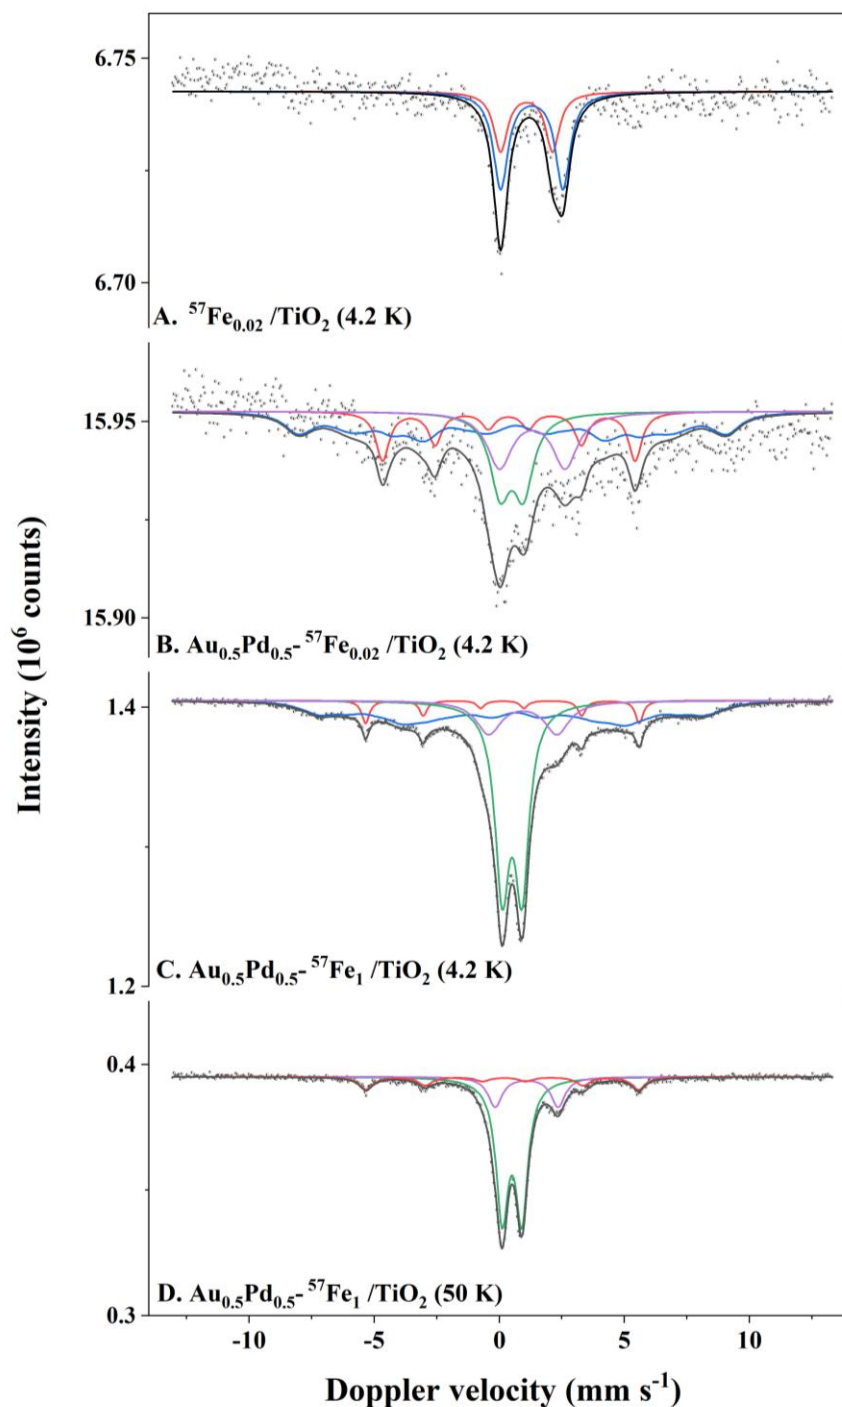 6.75
6.70
A. ⁵⁷Fe₀.₀₂ /TiO₂ (4.2 K)
15.95
15.90
B. Au₀.₅Pd₀.₅-⁵⁷Fe₀.₀₂ /TiO₂ (4.2 K)
Intensity (10⁶ counts)
1.4
1.2
C. Au₀.₅Pd₀.₅-⁵⁷Fe₁ /TiO₂ (4.2 K)
0.4
D. Au₀.₅Pd₀.₅-⁵⁷Fe₁ /TiO₂ (50 K)
0.3
-10 -5 0 5 10
Doppler velocity (mm s⁻¹)